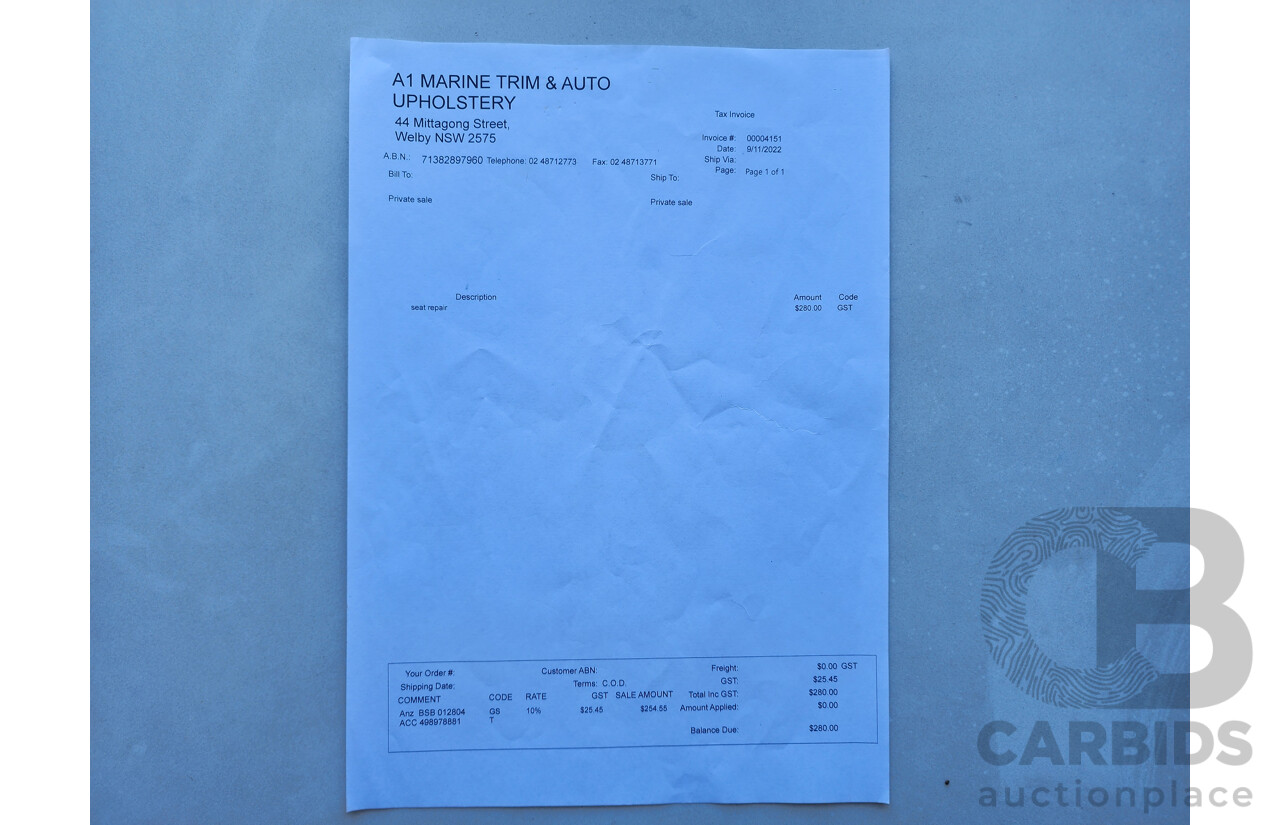 A1 MARINE TRIM & AUTO
UPHOLSTERY
44 Mittagong Street,
Welby NSW 2575
A.B.N.: 71382897960 Telephone: 02 48712773 Fax: 02 48713771
Tax Invoice
Invoice #: 00004151
Date: 9/11/2022
Ship Via:
Page: Page 1 of 1
Bill To:
Private sale
Ship To:
Private sale
Description Amount Code
seat repair $280.00 GST
Your Order #:
Shipping Date:
Customer ABN:
Terms: C.O.D.
COMMENT CODE RATE GST SALE AMOUNT
Anz BSB 012804 GS 10% $25.45 $254.55
ACC 498978881 T
Freight: $0.00 GST
GST: $25.45
Total Inc GST: $280.00
Amount Applied: $0.00
Balance Due: $280.00
CB
CARBIDS
auctionplace